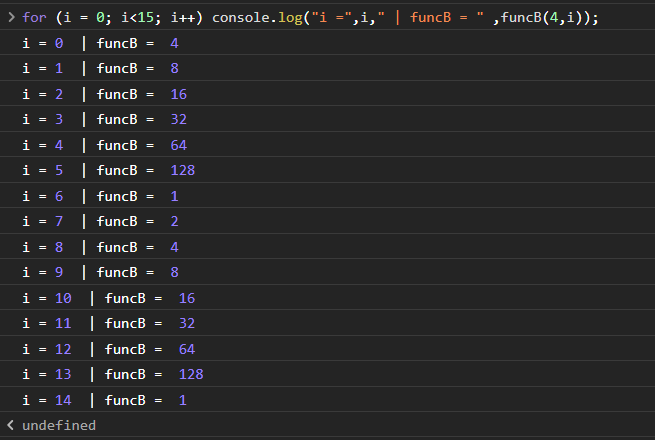 > for (i = 0; i<15; i++) console.log("i =",i," | funcB = " ,funcB(4,i));
i = 0  | funcB =  4
i = 1  | funcB =  8
i = 2  | funcB =  16
i = 3  | funcB =  32
i = 4  | funcB =  64
i = 5  | funcB =  128
i = 6  | funcB =  1
i = 7  | funcB =  2
i = 8  | funcB =  4
i = 9  | funcB =  8
i = 10  | funcB =  16
i = 11  | funcB =  32
i = 12  | funcB =  64
i = 13  | funcB =  128
i = 14  | funcB =  1
< undefined